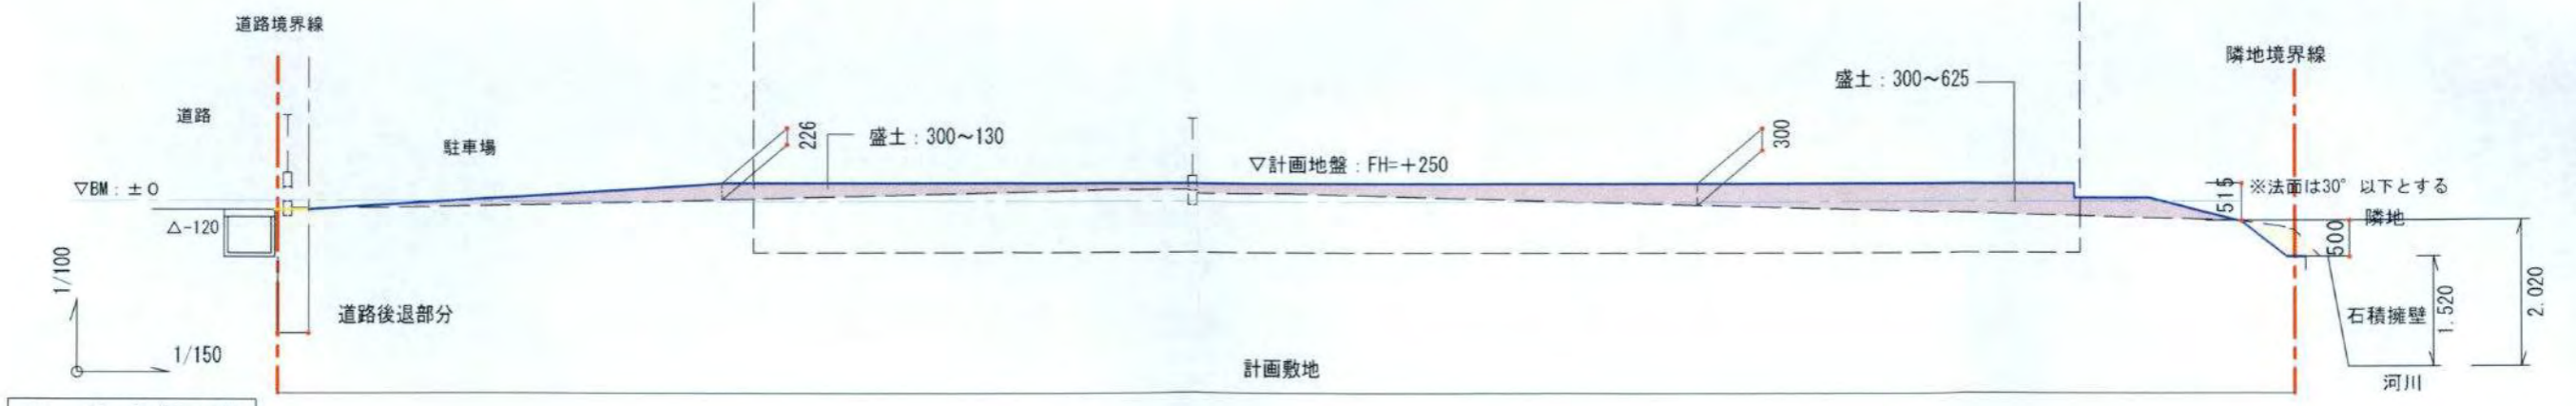 道路境界線
隣地境界線
道路
駐車場
226
盛土：300～130
盛土：300～625
300
▽計画地盤：FH=+250
▽BM：±0
△-120
515
※法面は30°以下とする
隣地
500
1/100
1/150
道路後退部分
石積擁壁
1.520
2.020
計画敷地
河川